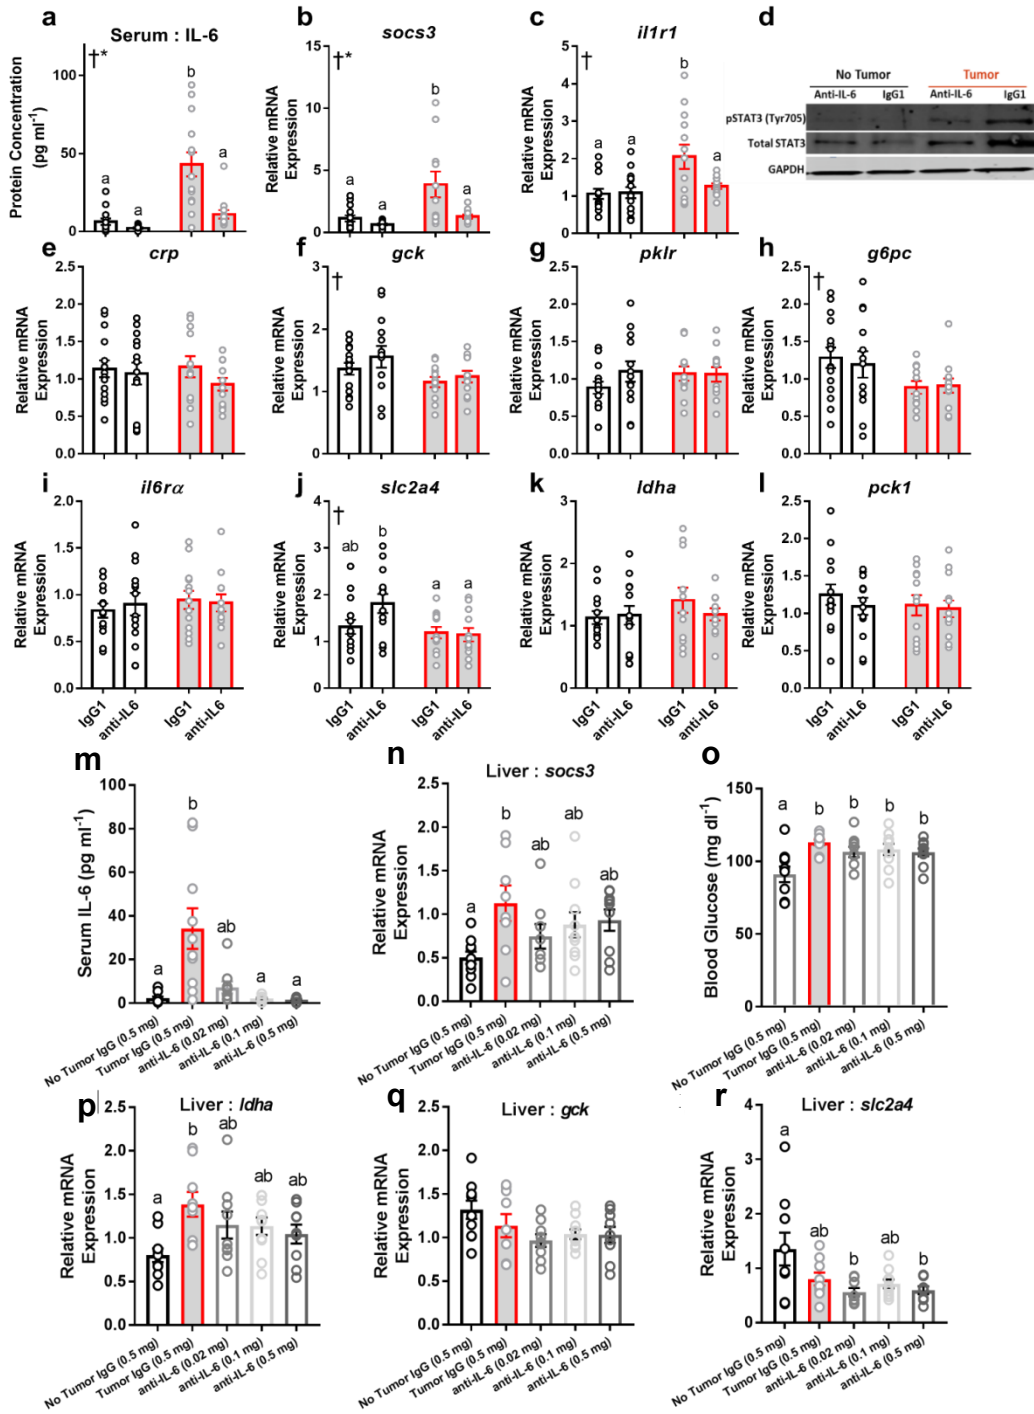 a
Serum : IL-6
†*
Protein Concentration
(pg ml-1)
100
50
0
a
a
b
a
b
socs3
†*
Relative mRNA
Expression
15
10
5
0
a
a
b
a
c
il1r1
†
Relative mRNA
Expression
5
4
3
2
1
0
a
a
b
a
d
No Tumor
Tumor
Anti-IL-6
IgG1
Anti-IL-6
IgG1
pSTAT3 (Tyr705)
Total STAT3
GAPDH
e
crp
Relative mRNA
Expression
2.5
2.0
1.5
1.0
0.5
0.0
f
gck
†
Relative mRNA
Expression
3
2
1
0
g
pklr
Relative mRNA
Expression
2.5
2.0
1.5
1.0
0.5
0.0
h
g6pc
†
Relative mRNA
Expression
2.5
2.0
1.5
1.0
0.5
0.0
i
il6rα
Relative mRNA
Expression
2.0
1.5
1.0
0.5
0.0
IgG1
anti-IL6
IgG1
anti-IL6
j
slc2a4
†
Relative mRNA
Expression
4
3
2
1
0
ab
b
a
a
IgG1
anti-IL6
IgG1
anti-IL6
k
ldha
Relative mRNA
Expression
3
2
1
0
IgG1
anti-IL6
IgG1
anti-IL6
l
pck1
Relative mRNA
Expression
2.5
2.0
1.5
1.0
0.5
0.0
IgG1
anti-IL6
IgG1
anti-IL6
m
Serum IL-6 (pg ml-1)
100
80
60
40
20
0
a
b
ab
a
a
No Tumor IgG (0.5 mg)
Tumor IgG (0.5 mg)
anti-IL-6 (0.02 mg)
anti-IL-6 (0.1 mg)
anti-IL-6 (0.5 mg)
n
Liver : socs3
Relative mRNA
Expression
2.5
2.0
1.5
1.0
0.5
0.0
a
b
ab
ab
ab
No Tumor IgG (0.5 mg)
Tumor IgG (0.5 mg)
anti-IL-6 (0.02 mg)
anti-IL-6 (0.1 mg)
anti-IL-6 (0.5 mg)
o
Blood Glucose (mg dl-1)
150
100
50
0
a
b
b
b
b
No Tumor IgG (0.5 mg)
Tumor IgG (0.5 mg)
anti-IL-6 (0.02 mg)
anti-IL-6 (0.1 mg)
anti-IL-6 (0.5 mg)
p
Liver : ldha
Relative mRNA
Expression
2.5
2.0
1.5
1.0
0.5
0.0
a
b
ab
ab
ab
No Tumor IgG (0.5 mg)
Tumor IgG (0.5 mg)
anti-IL-6 (0.02 mg)
anti-IL-6 (0.1 mg)
anti-IL-6 (0.5 mg)
q
Liver : gck
Relative mRNA
Expression
2.5
2.0
1.5
1.0
0.5
0.0
No Tumor IgG (0.5 mg)
Tumor IgG (0.5 mg)
anti-IL-6 (0.02 mg)
anti-IL-6 (0.1 mg)
anti-IL-6 (0.5 mg)
r
Liver : slc2a4
Relative mRNA
Expression
4
3
2
1
0
a
ab
b
ab
b
No Tumor IgG (0.5 mg)
Tumor IgG (0.5 mg)
anti-IL-6 (0.02 mg)
anti-IL-6 (0.1 mg)
anti-IL-6 (0.5 mg)